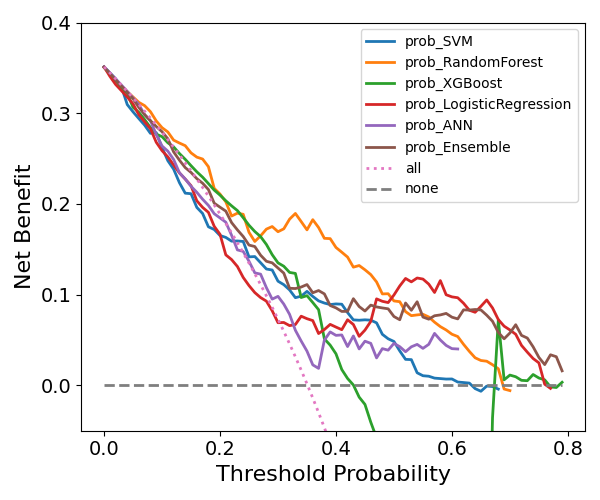 0.4
0.3
0.2
0.1
0.0
Net Benefit
prob_SVM
prob_RandomForest
prob_XGBoost
prob_LogisticRegression
prob_ANN
prob_Ensemble
all
none
0.0 0.2 0.4 0.6 0.8
Threshold Probability